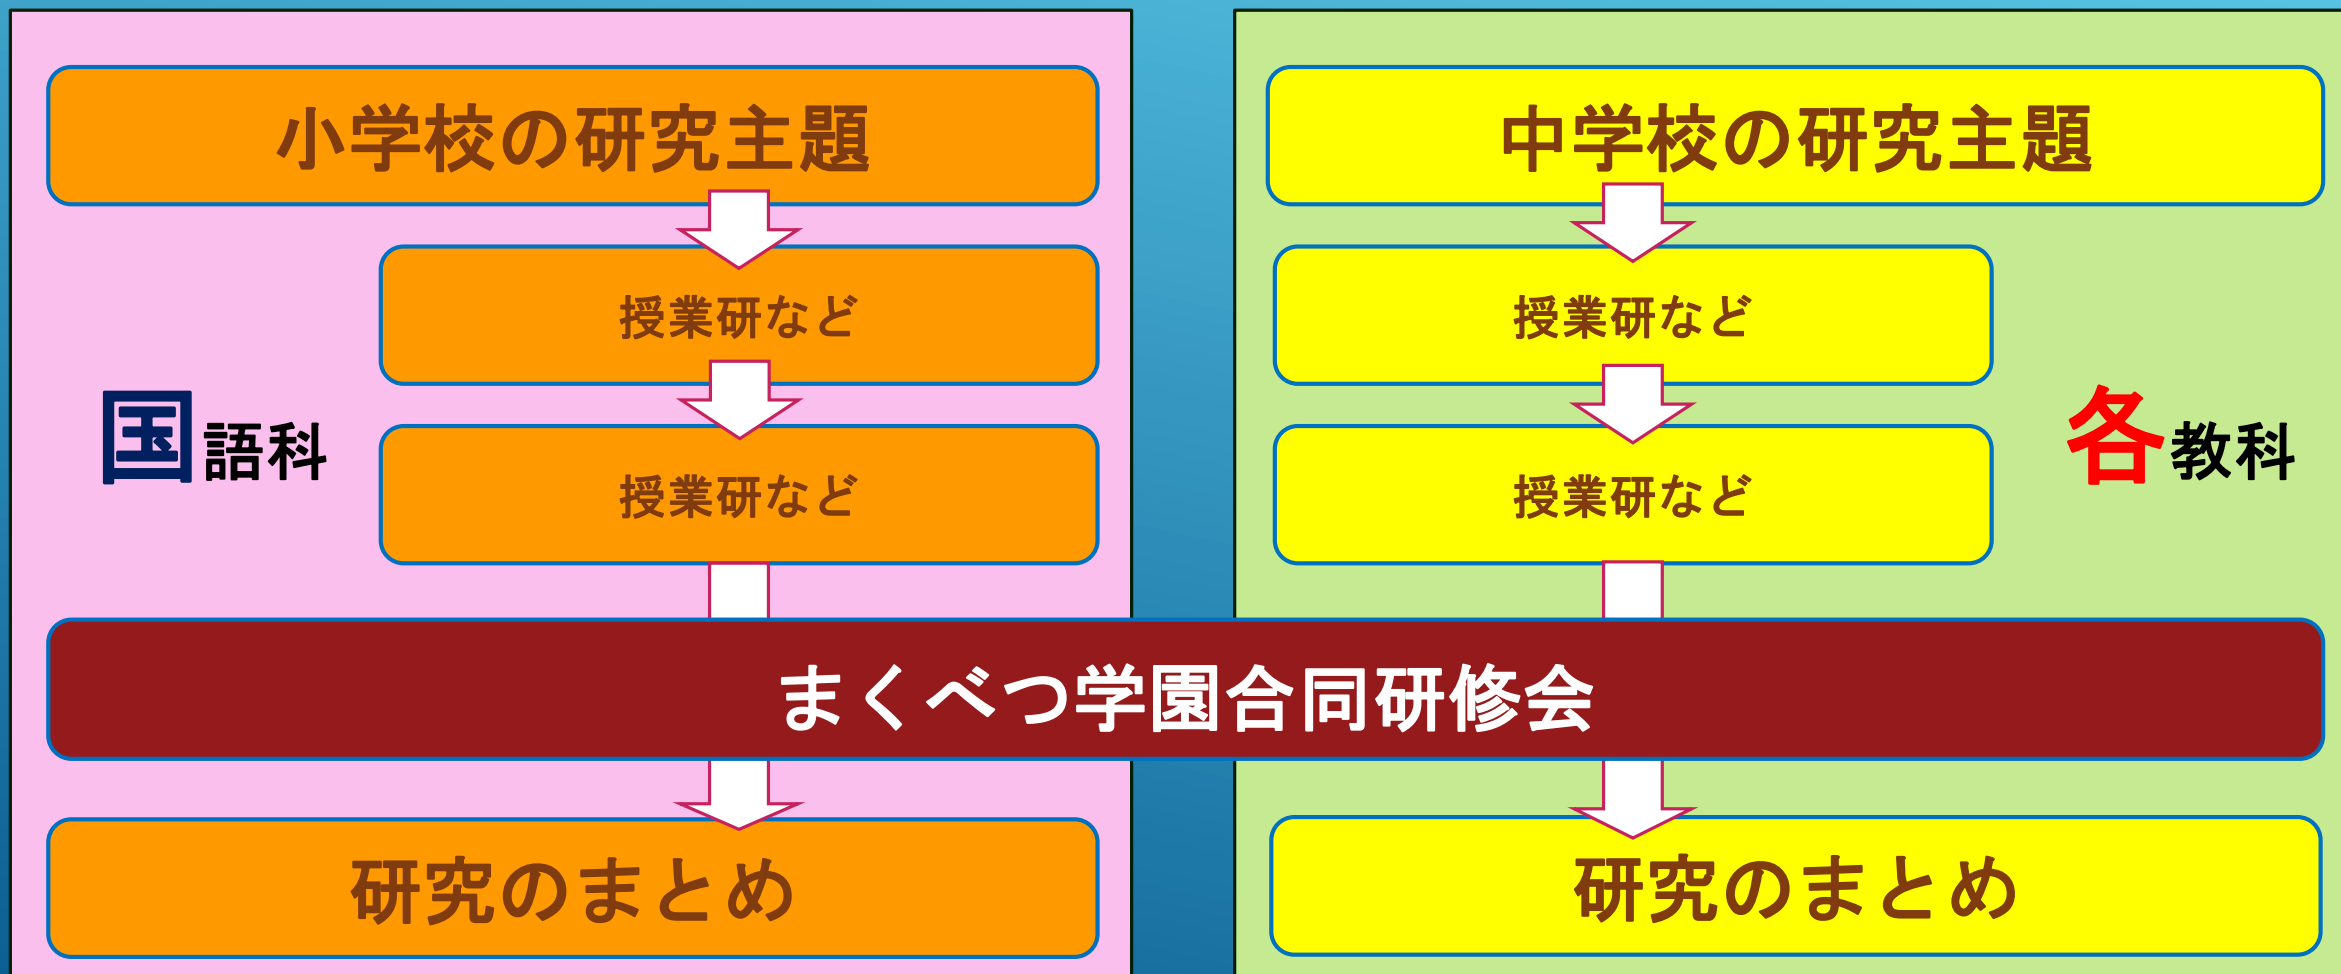 小学校の研究主題
授業研など
国語科
授業研など
中学校の研究主題
授業研など
各教科
授業研など
まくべつ学園合同研修会
研究のまとめ
研究のまとめ